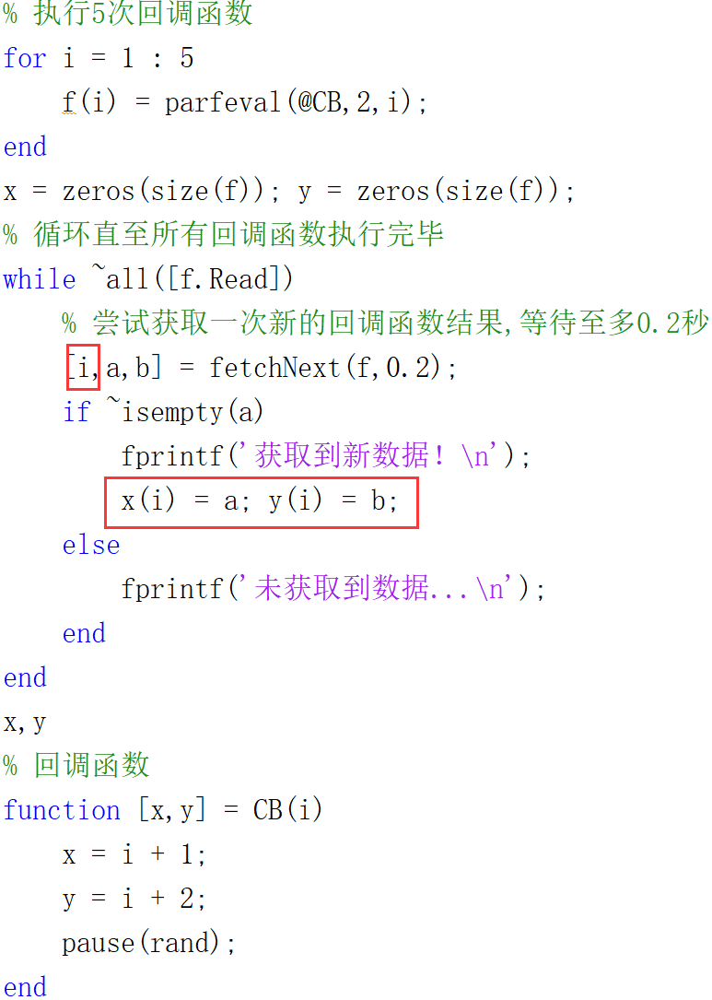 % 执行5次回调函数
for i = 1 : 5
    f(i) = parfeval(@CB,2,i);
end
x = zeros(size(f)); y = zeros(size(f));
% 循环直至所有回调函数执行完毕
while ~all([f.Read])
    % 尝试获取一次新的回调函数结果,等待至多0.2秒
    [i,a,b] = fetchNext(f,0.2);
    if ~isempty(a)
        fprintf('获取到新数据！\n');
        x(i) = a; y(i) = b;
    else
        fprintf('未获取到数据...\n');
    end
end
x,y
% 回调函数
function [x,y] = CB(i)
    x = i + 1;
    y = i + 2;
    pause(rand);
end